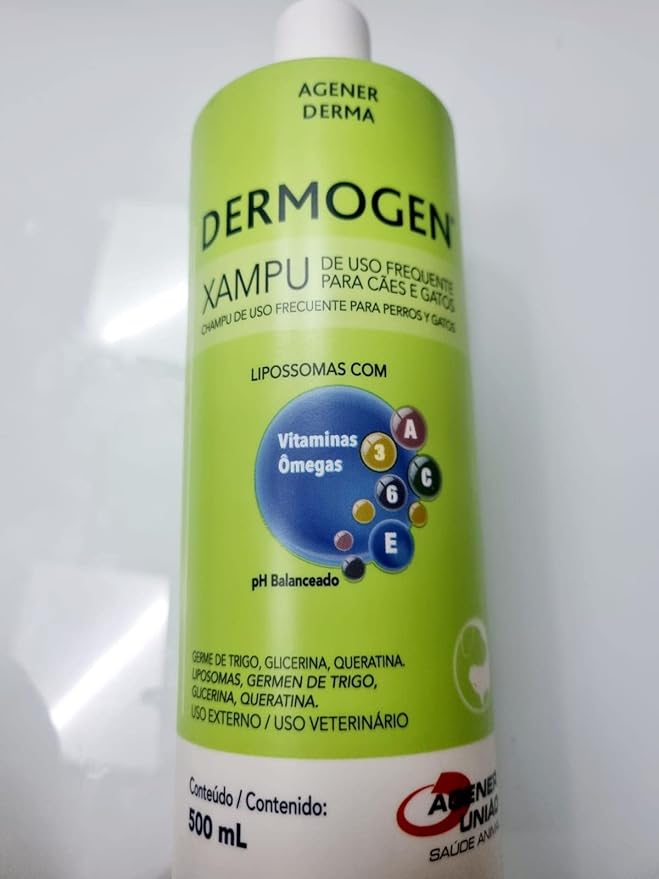 AGENER
DERMA
DERMOGEN®
XAMPU DE USO FREQUENTE
PARA CÃES E GATOS
CHAMPU DE USO FRECUENTE PARA PERROS Y GATOS
LIPOSSOMAS COM
Vitaminas
Ômegas
A
3
C
6
E
pH Balanceado
GERME DE TRIGO, GLICERINA, QUERATINA.
LIPOSOMAS, GERMEN DE TRIGO,
GLICERINA, QUERATINA.
USO EXTERNO / USO VETERINÁRIO
Conteúdo / Contenido:
500 mL
AGENER
UNIÃO
SAÚDE ANIMAL